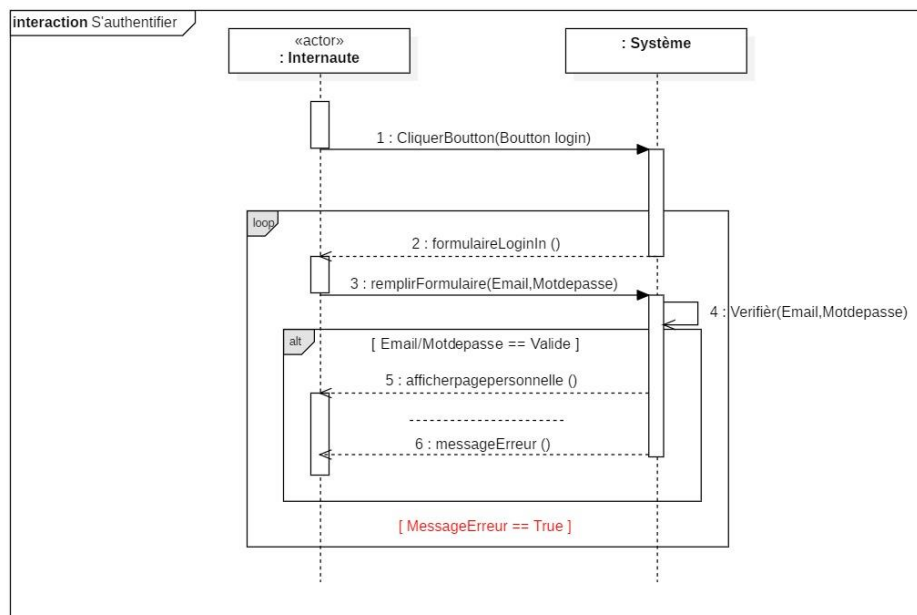 interaction S'authentifier
«actor»
: Internaute
: Système
1 : CliquerBoutton(Boutton login)
loop
2 : formulaireLoginIn ()
3 : remplirFormulaire(Email,Motdepasse)
4 : Verifièr(Email,Motdepasse)
alt
[ Email/Motdepasse == Valide ]
5 : afficherpagepersonnelle ()
6 : messageErreur ()
[ MessageErreur == True ]